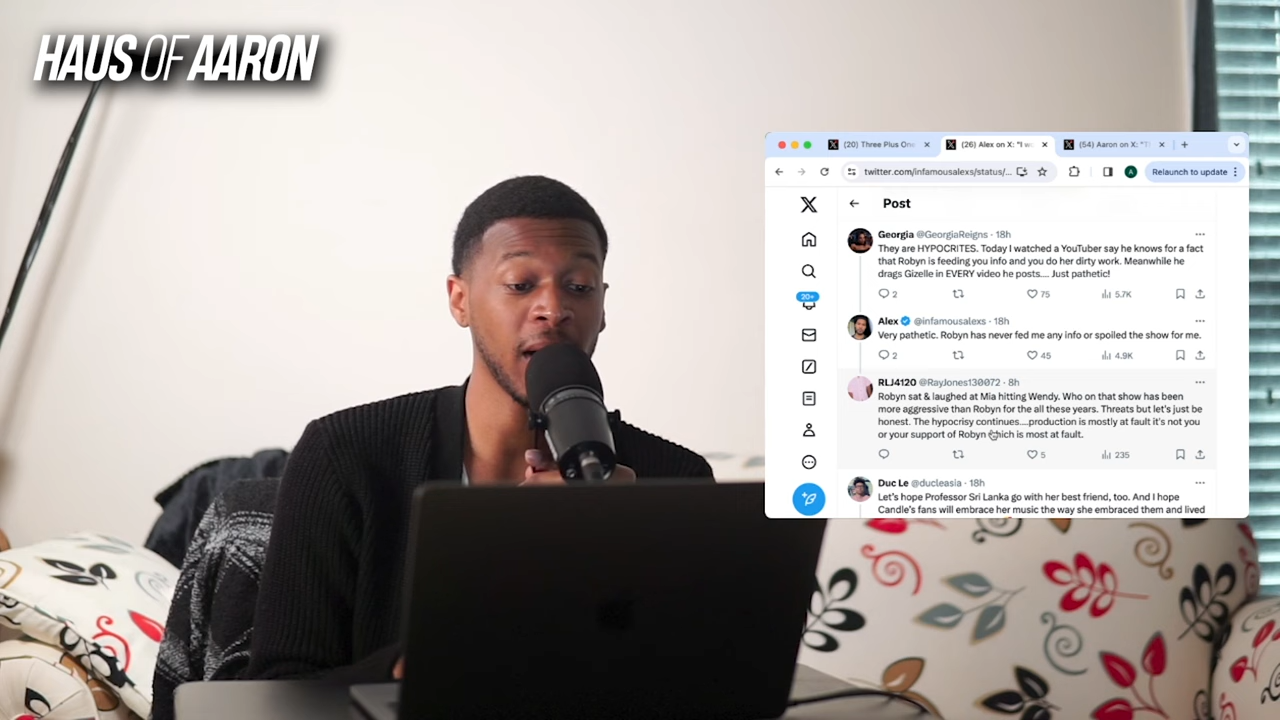 HAUS OF AARON
(20) Three Plus One
(26) Alex on X: "I w
(54) Aaron on X: "T
twitter.com/infamousalexs/status/...
A
Relaunch to update
Post
Georgia @GeorgiaReigns · 18h
They are HYPOCRITES. Today I watched a YouTuber say he knows for a fact
that Robyn is feeding you info and you do her dirty work. Meanwhile he
drags Gizelle in EVERY video he posts.... Just pathetic!
2 75 5.7K
20+
Alex @infamousalexs · 18h
Very pathetic. Robyn has never fed me any info or spoiled the show for me.
2 45 4.9K
RLJ4120 @RayJones130072 · 8h
Robyn sat & laughed at Mia hitting Wendy. Who on that show has been
more aggressive than Robyn for the all these years. Threats but let's just be
honest. The hypocrisy continues....production is mostly at fault it's not you
or your support of Robyn which is most at fault.
5 235
Duc Le @ducleasia · 18h
Let's hope Professor Sri Lanka go with her best friend, too. And I hope
Candle's fans will embrace her music the way she embraced them and lived